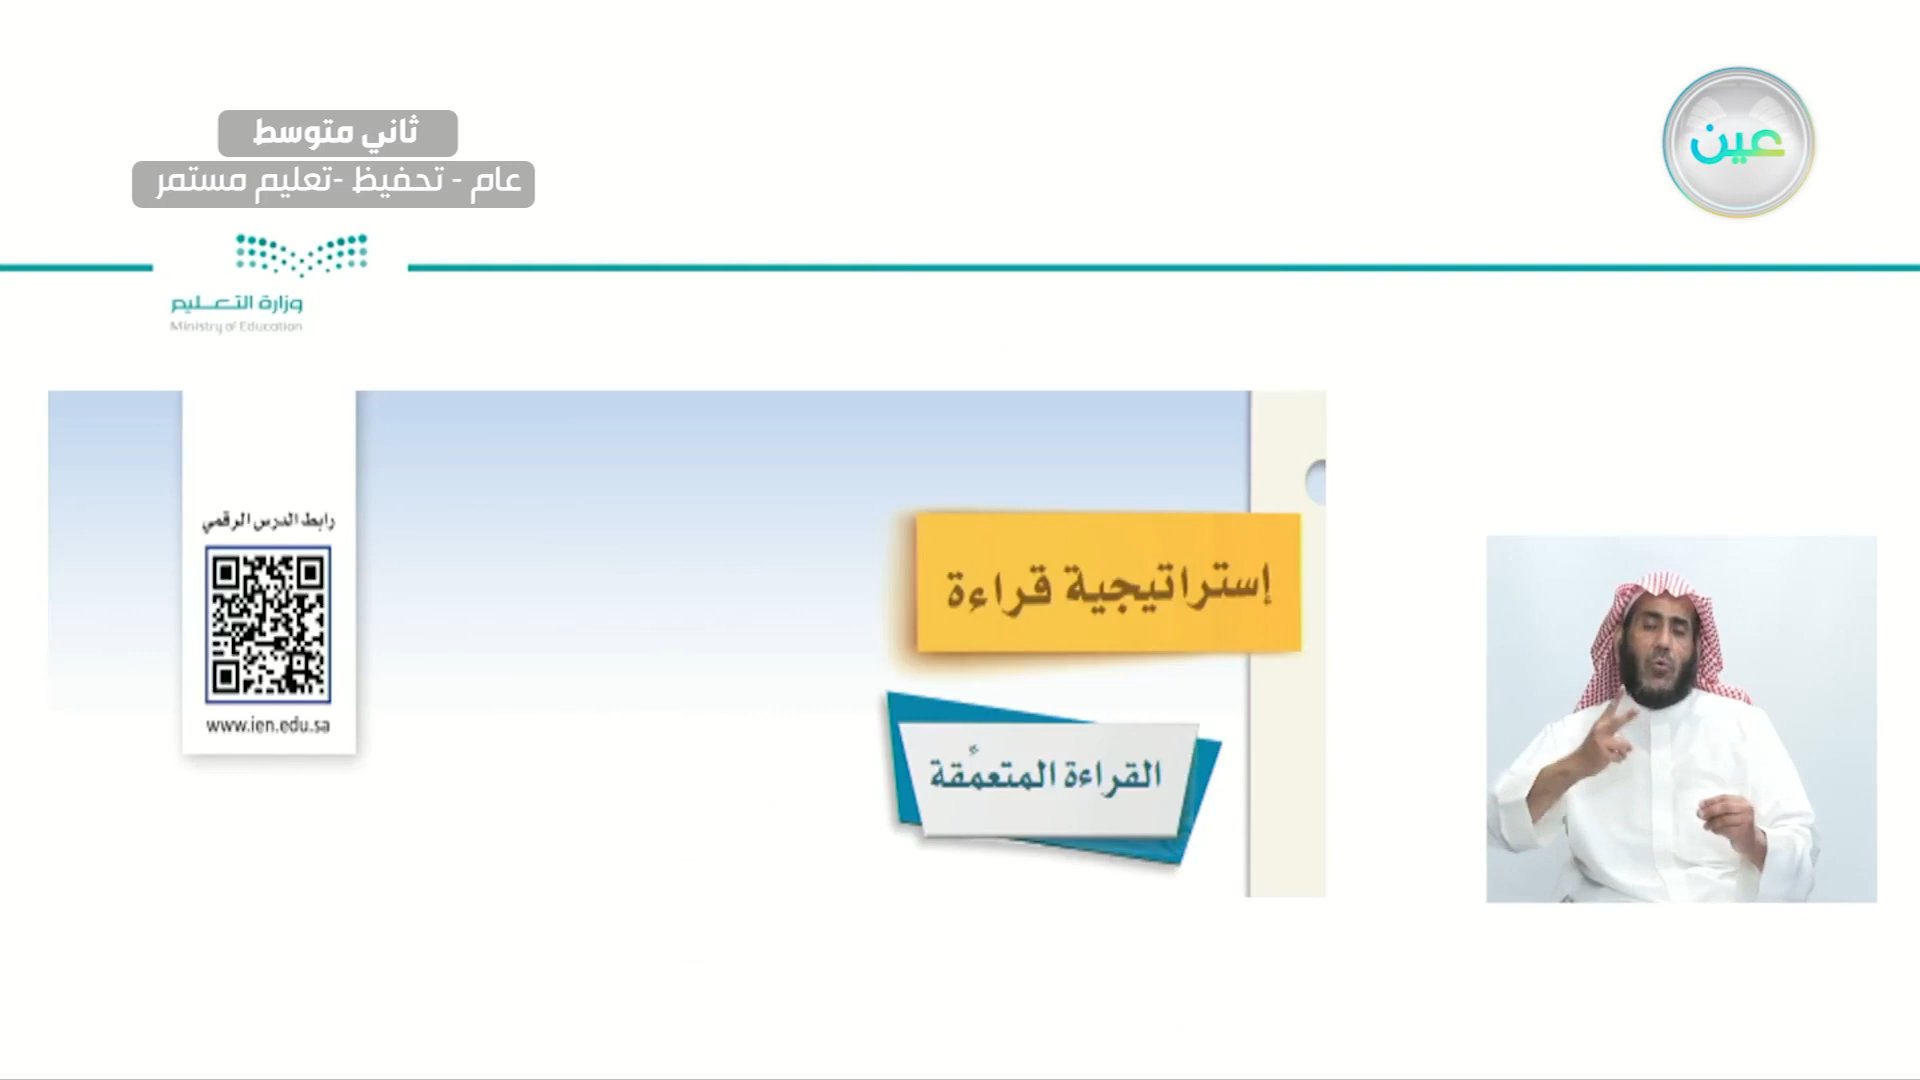 عين
ثاني متوسط
عام - تحفيظ -تعليم مستمر
وزارة التعـــليم
Ministry of Education
إستراتيجية قراءة
القراءة المتعمِّقة
رابط الدرس الرقمي
www.ien.edu.sa